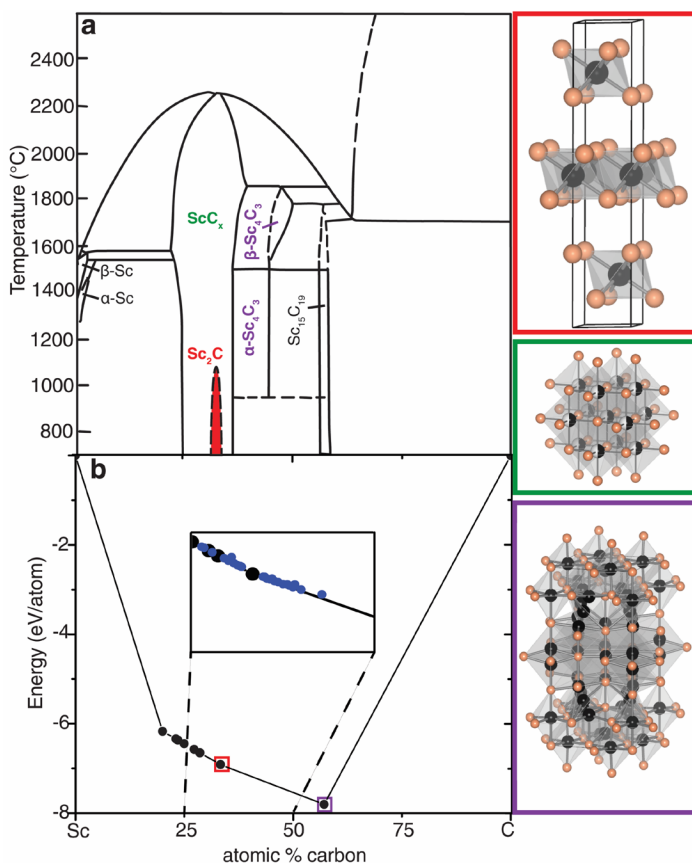 a
2400
2200
2000
1800
1600
1400
1200
1000
800
Temperature (°C)
ScCₓ
β-Sc₄C₃
β-Sc
α-Sc
α-Sc₄C₃
Sc₁₅C₁₉
Sc₂C
b
-2
-4
-6
-8
Energy (eV/atom)
Sc
25
50
75
C
atomic % carbon